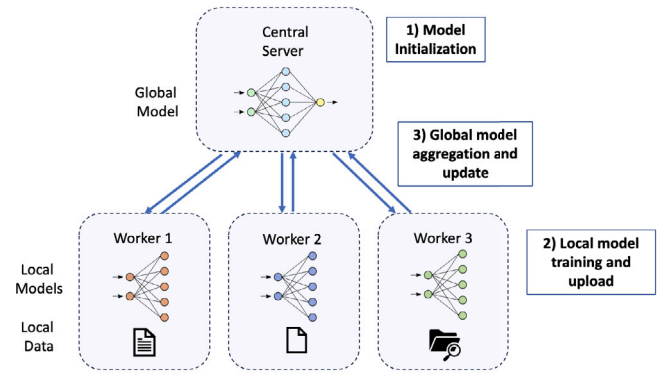 Central
Server
1) Model
Initialization
Global
Model
3) Global model
aggregation and
update
Worker 1
Worker 2
Worker 3
2) Local model
training and
upload
Local
Models
Local
Data